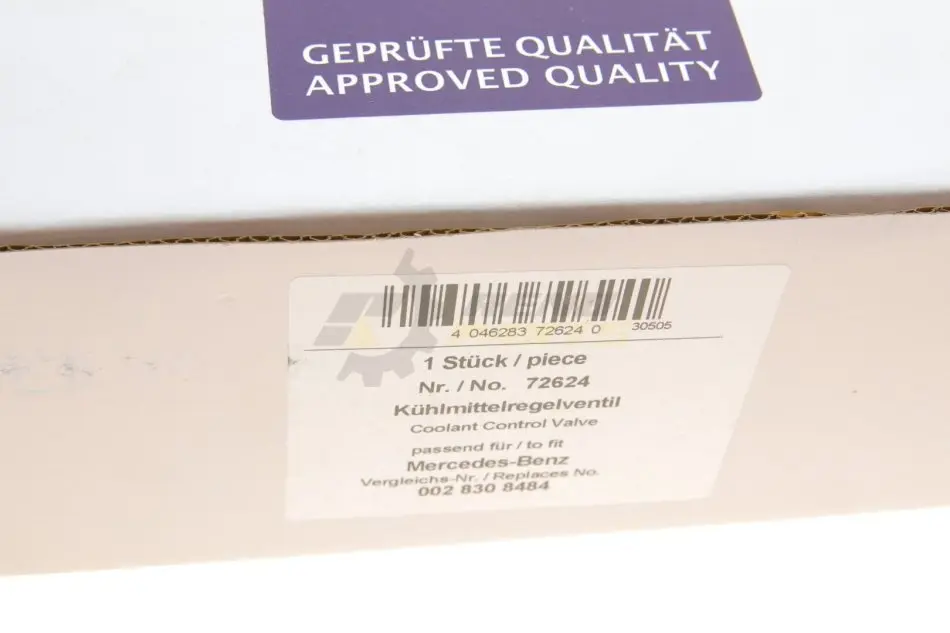 GEPRÜFTE QUALITÄT
APPROVED QUALITY
4 046283 72624 0 30505
1 Stück / piece
Nr. / No. 72624
Kühlmittelregelventil
Coolant Control Valve
passend für / to fit
Mercedes-Benz
Vergleichs-Nr. / Replaces No.
002 830 8484